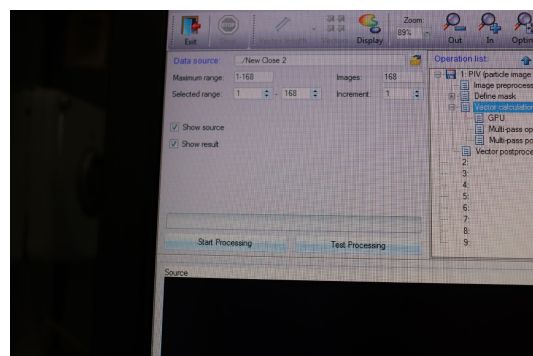 Zoom:
89%
Exit
Display
Out
In
Optim
Data source:
./New Close 2
Operation list:
Maximum range:
1-168
Images:
168
Selected range:
1
-
168
Increment:
1
Show source
Show result
1: PIV (particle image
Image preprocess
Define mask
Vector calculation
GPU
Multi-pass op
Multi-pass po
Vector postproce
2:
3:
4:
5:
6:
7:
8:
9:
Start Processing
Test Processing
Source